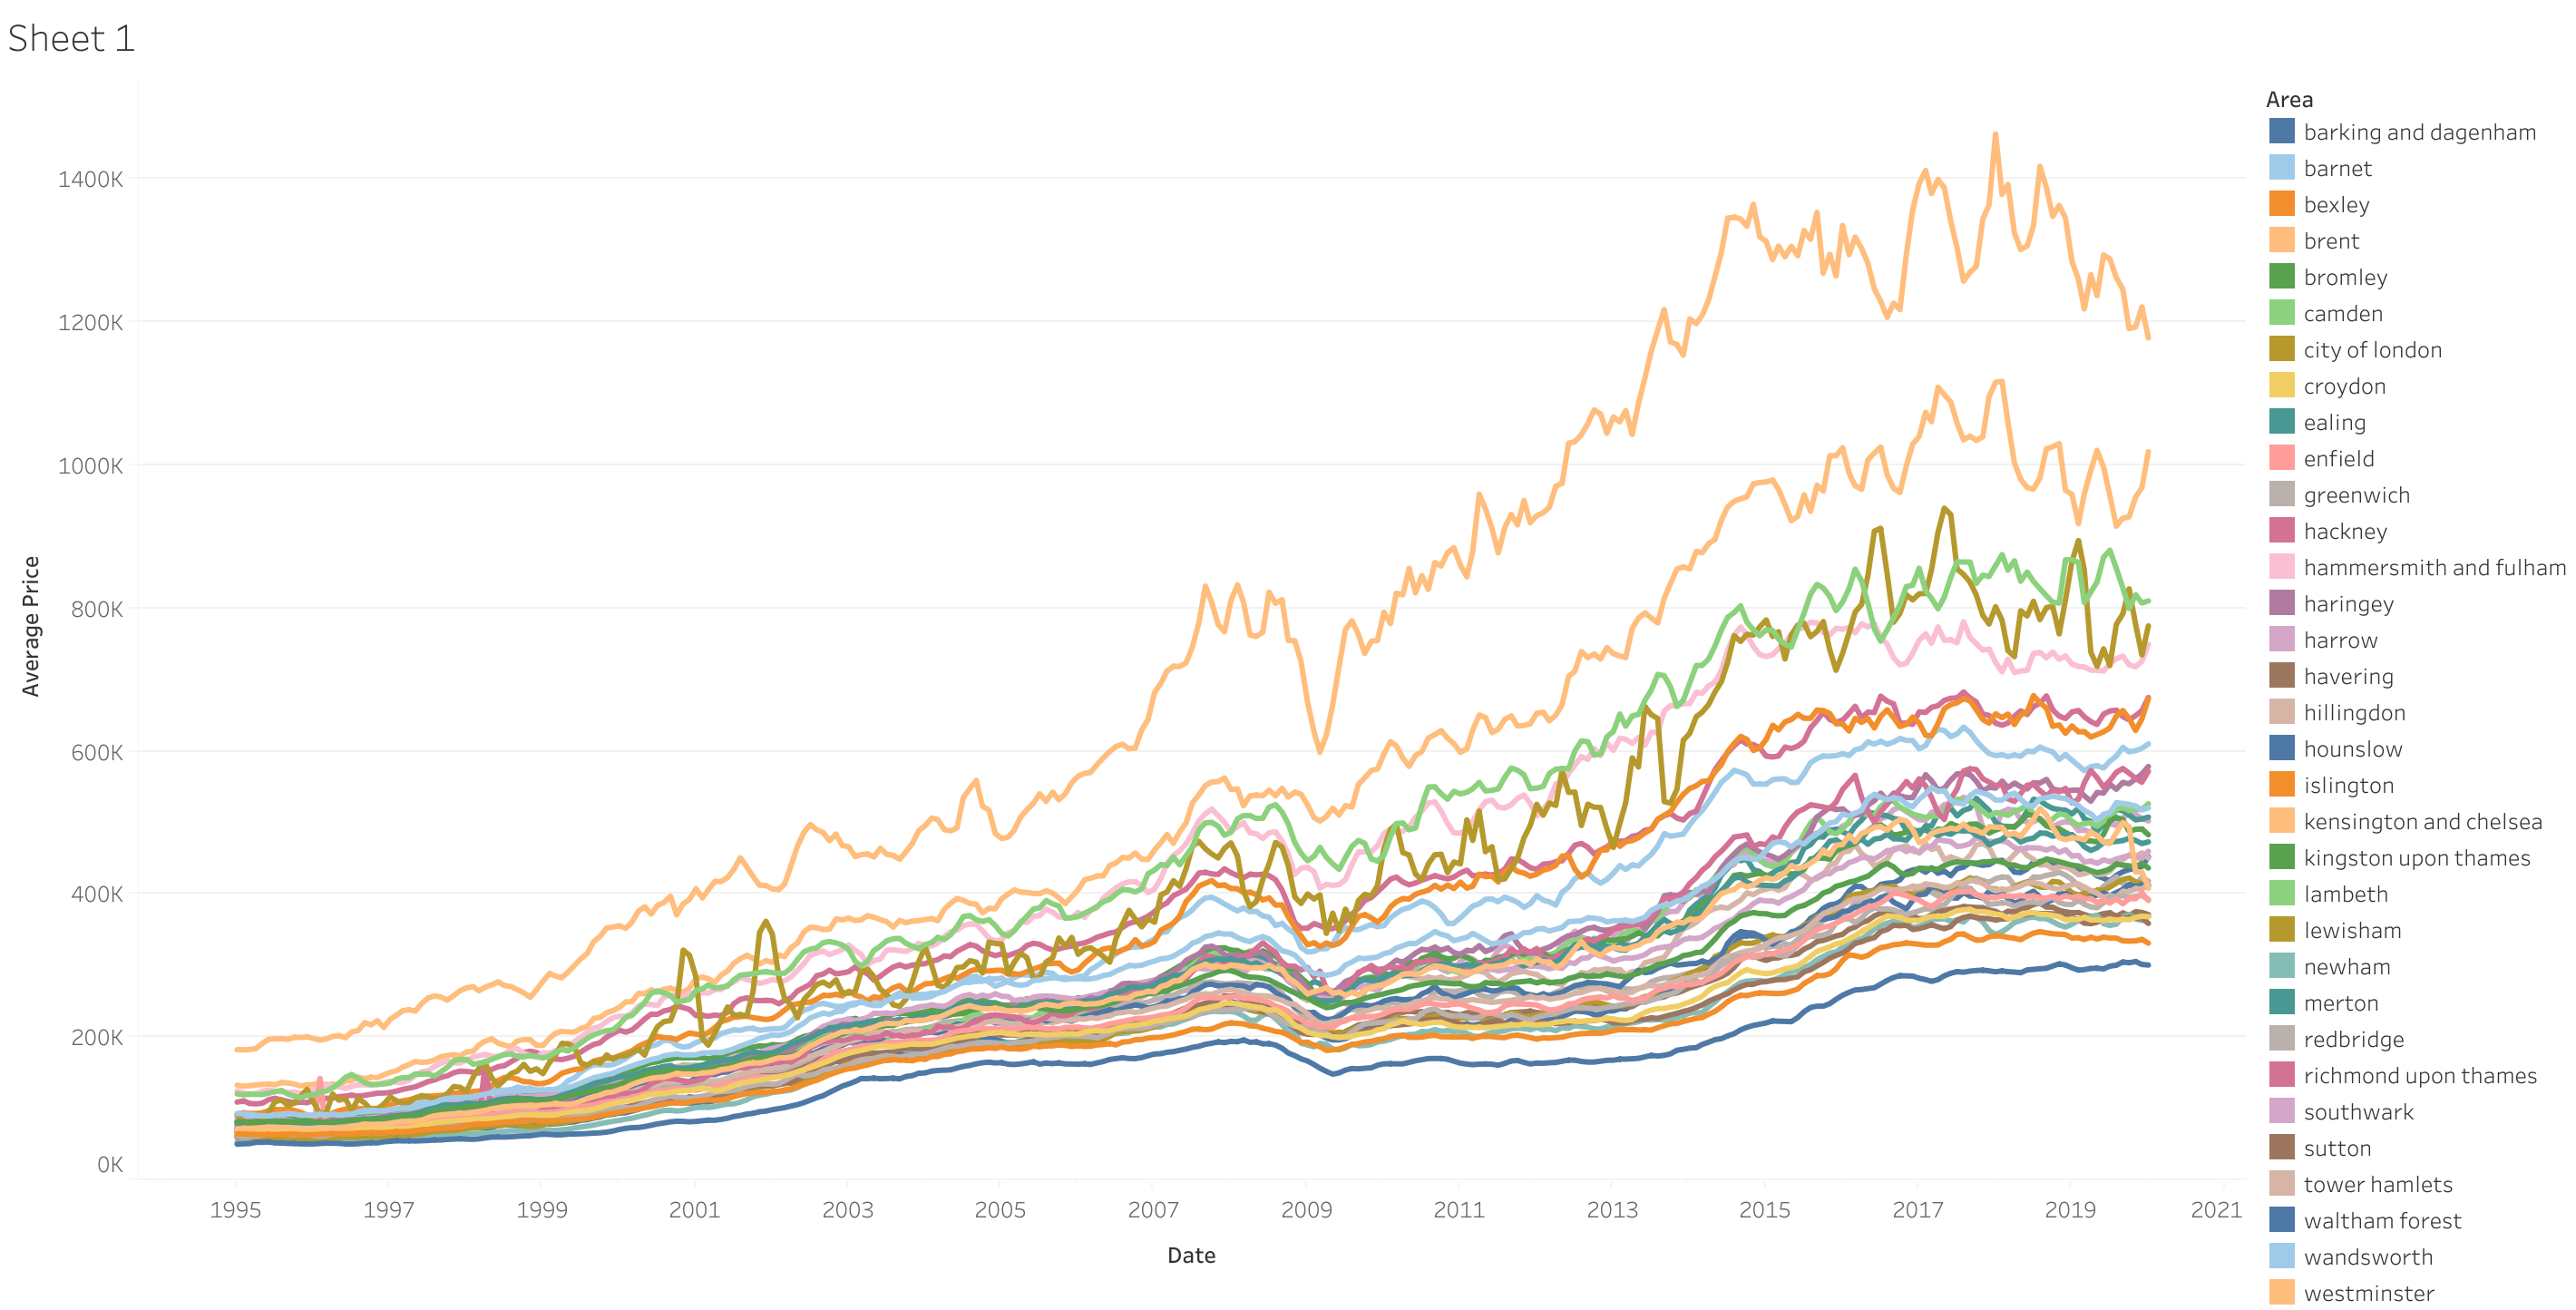 Sheet 1
1400K
1200K
1000K
800K
600K
400K
200K
0K
Average Price
1995 1997 1999 2001 2003 2005 2007 2009 2011 2013 2015 2017 2019 2021
Date
Area
barking and dagenham
barnet
bexley
brent
bromley
camden
city of london
croydon
ealing
enfield
greenwich
hackney
hammersmith and fulham
haringey
harrow
havering
hillingdon
hounslow
islington
kensington and chelsea
kingston upon thames
lambeth
lewisham
newham
merton
redbridge
richmond upon thames
southwark
sutton
tower hamlets
waltham forest
wandsworth
westminster